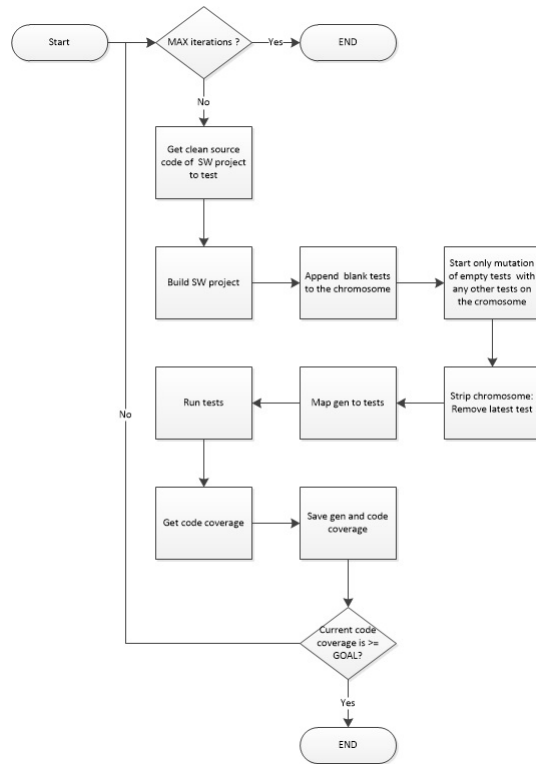 Start
MAX iterations ?
Yes
END
No
Get clean source
code of SW project
to test
Build SW project
Append blank tests
to the chromosome
Start only mutation
of empty tests with
any other tests on
the cromosome
Run tests
Map gen to tests
Strip chromosome:
Remove latest test
No
Get code coverage
Save gen and code
coverage
Current code
coverage is >=
GOAL?
Yes
END